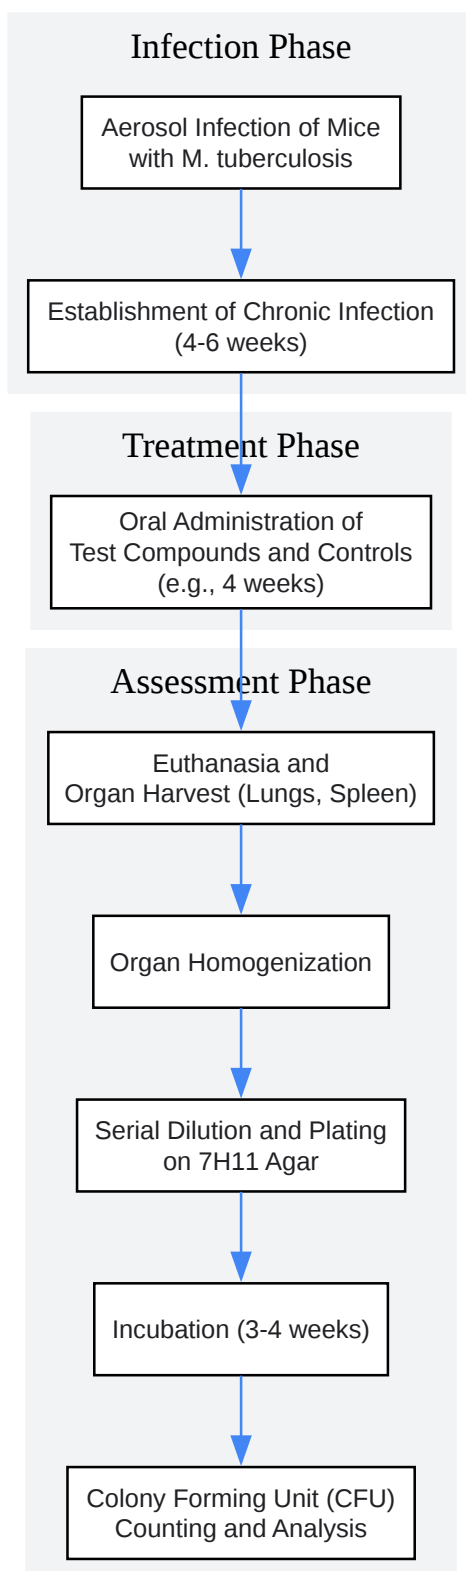 Infection Phase
Aerosol Infection of Mice
with M. tuberculosis
Establishment of Chronic Infection
(4-6 weeks)
Treatment Phase
Oral Administration of
Test Compounds and Controls
(e.g., 4 weeks)
Assessment Phase
Euthanasia and
Organ Harvest (Lungs, Spleen)
Organ Homogenization
Serial Dilution and Plating
on 7H11 Agar
Incubation (3-4 weeks)
Colony Forming Unit (CFU)
Counting and Analysis